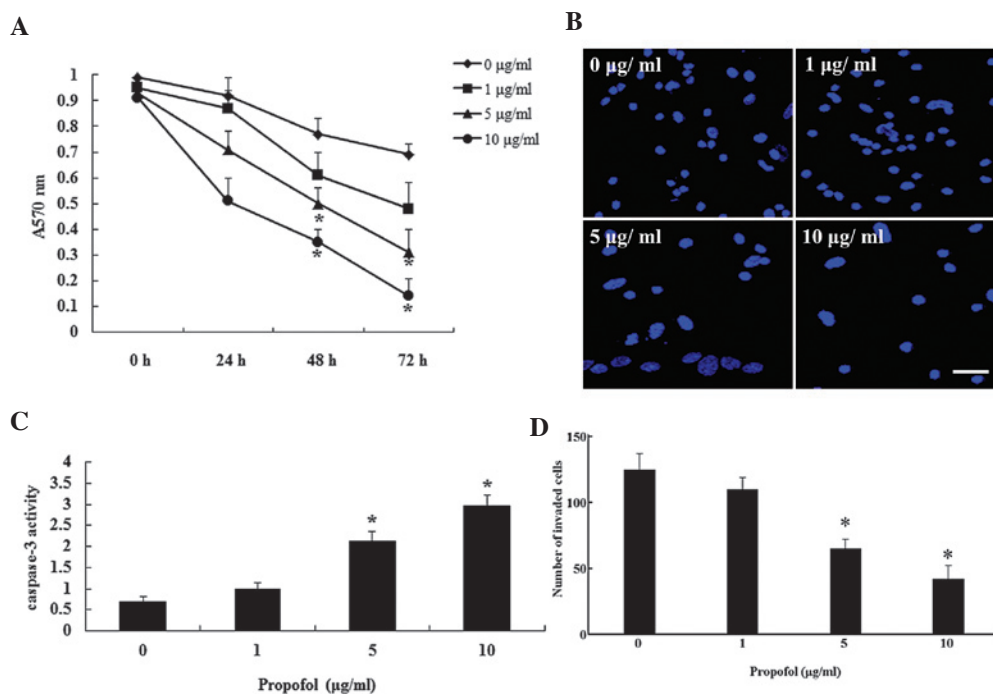 A
1
0.9
0.8
0.7
0.6
0.5
0.4
0.3
0.2
0.1
0
A570 nm
0 h
24 h
48 h
72 h
0 µg/ml
1 µg/ml
5 µg/ml
10 µg/ml
*
*
*
*
B
0 µg/ ml
1 µg/ ml
5 µg/ ml
10 µg/ ml
C
4
3.5
3
2.5
2
1.5
1
0.5
0
caspase-3 activity
*
*
0
1
5
10
Propofol (µg/ml)
D
150
100
50
0
Number of invaded cells
*
*
0
1
5
10
Propofol (µg/ml)